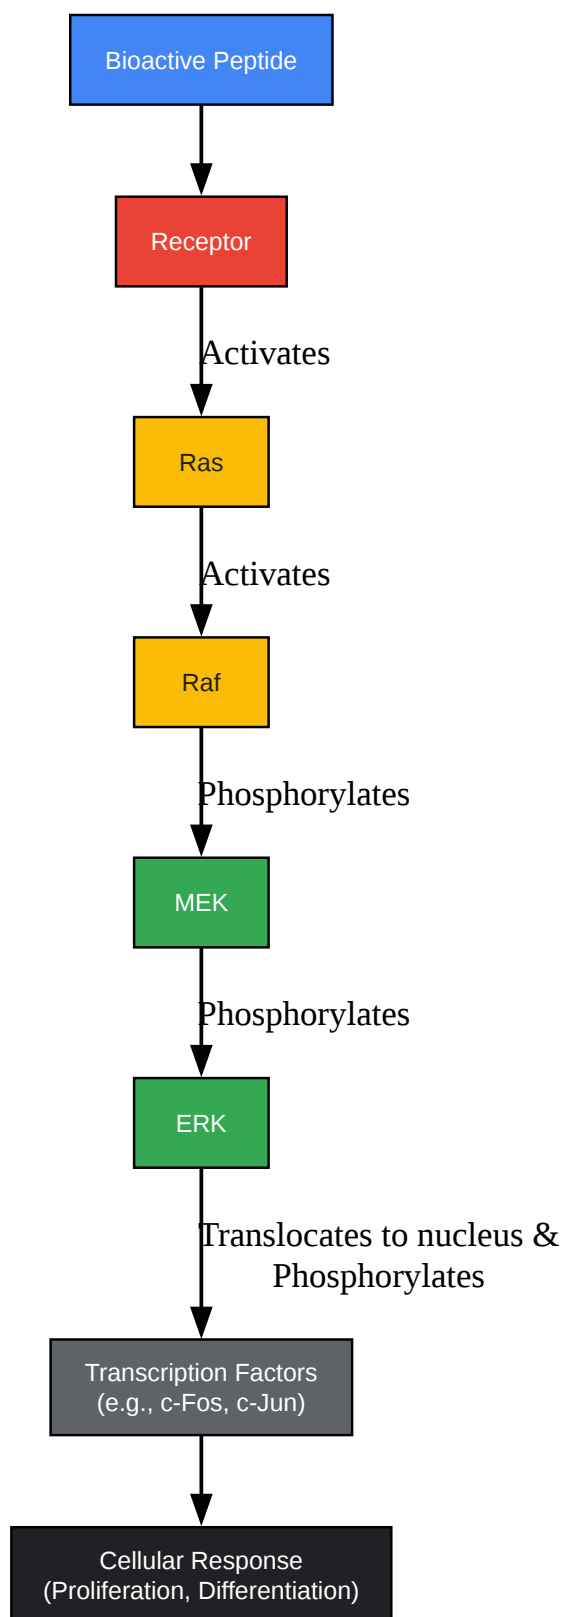 Bioactive Peptide
Receptor
Activates
Ras
Activates
Raf
Phosphorylates
MEK
Phosphorylates
ERK
Translocates to nucleus &
Phosphorylates
Transcription Factors
(e.g., c-Fos, c-Jun)
Cellular Response
(Proliferation, Differentiation)